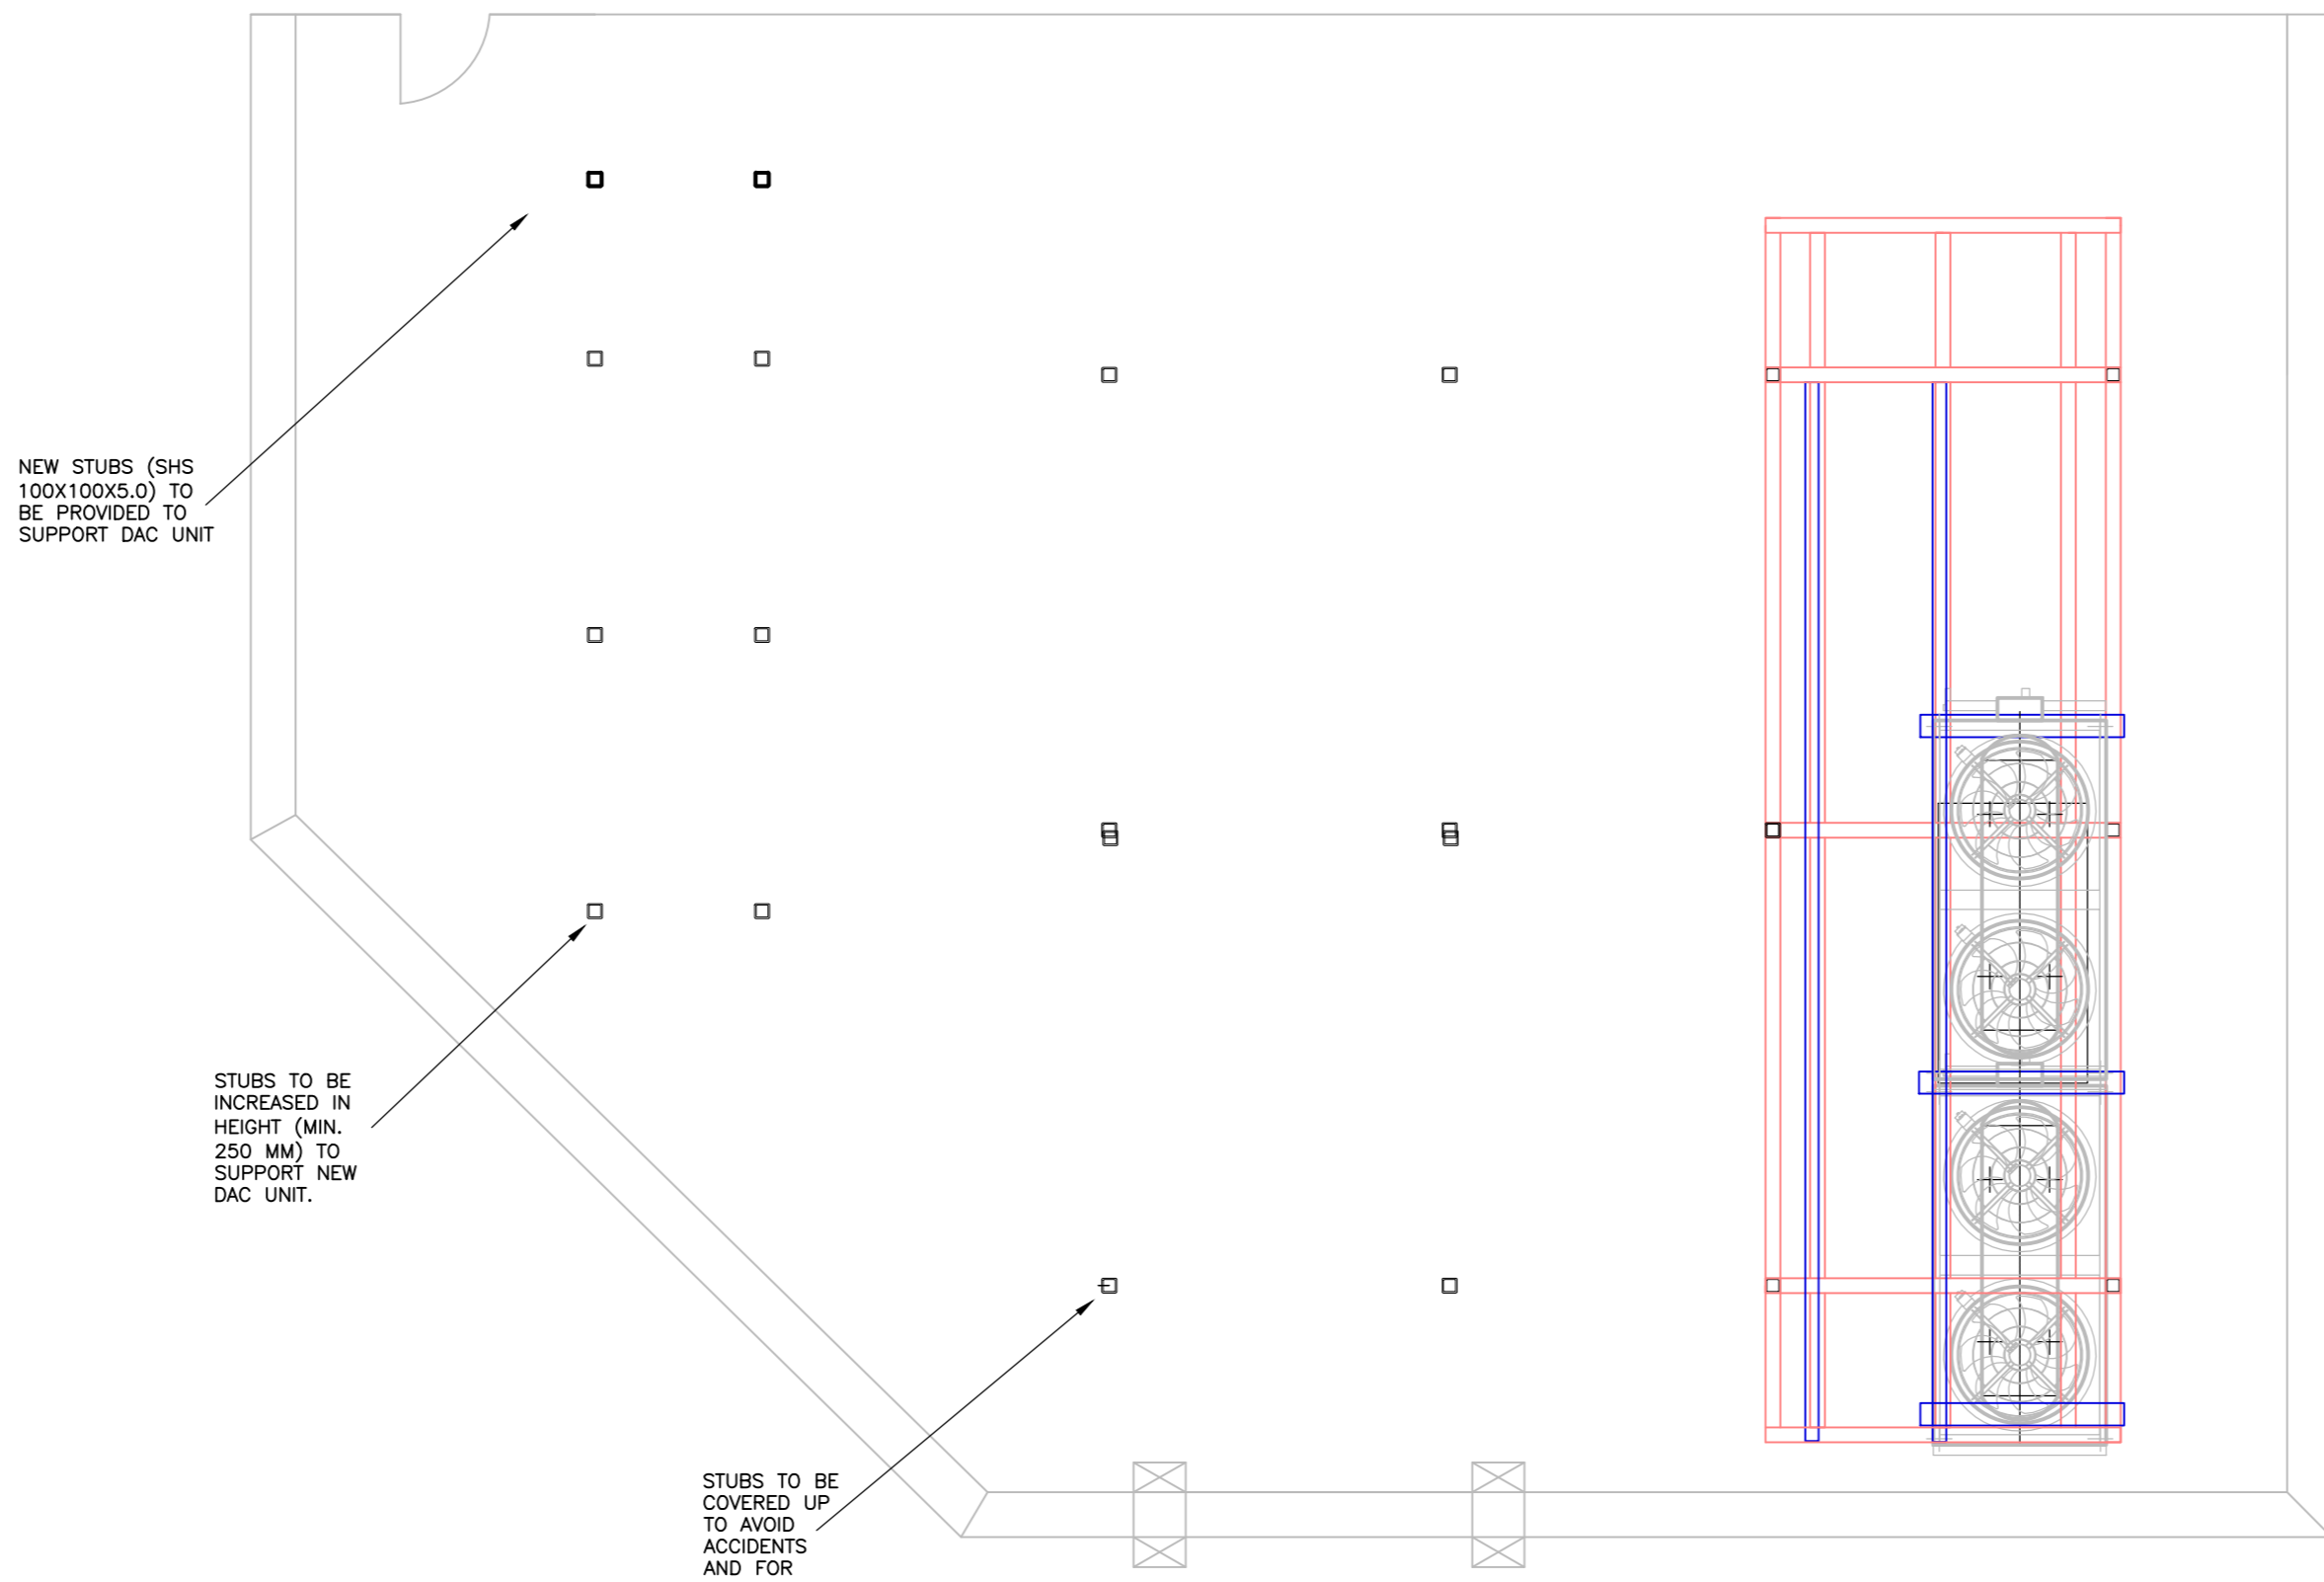 NEW STUBS (SHS
100X100X5.0) TO
BE PROVIDED TO
SUPPORT DAC UNIT
STUBS TO BE
INCREASED IN
HEIGHT (MIN.
250 MM) TO
SUPPORT NEW
DAC UNIT.
STUBS TO BE
COVERED UP
TO AVOID
ACCIDENTS
AND FOR